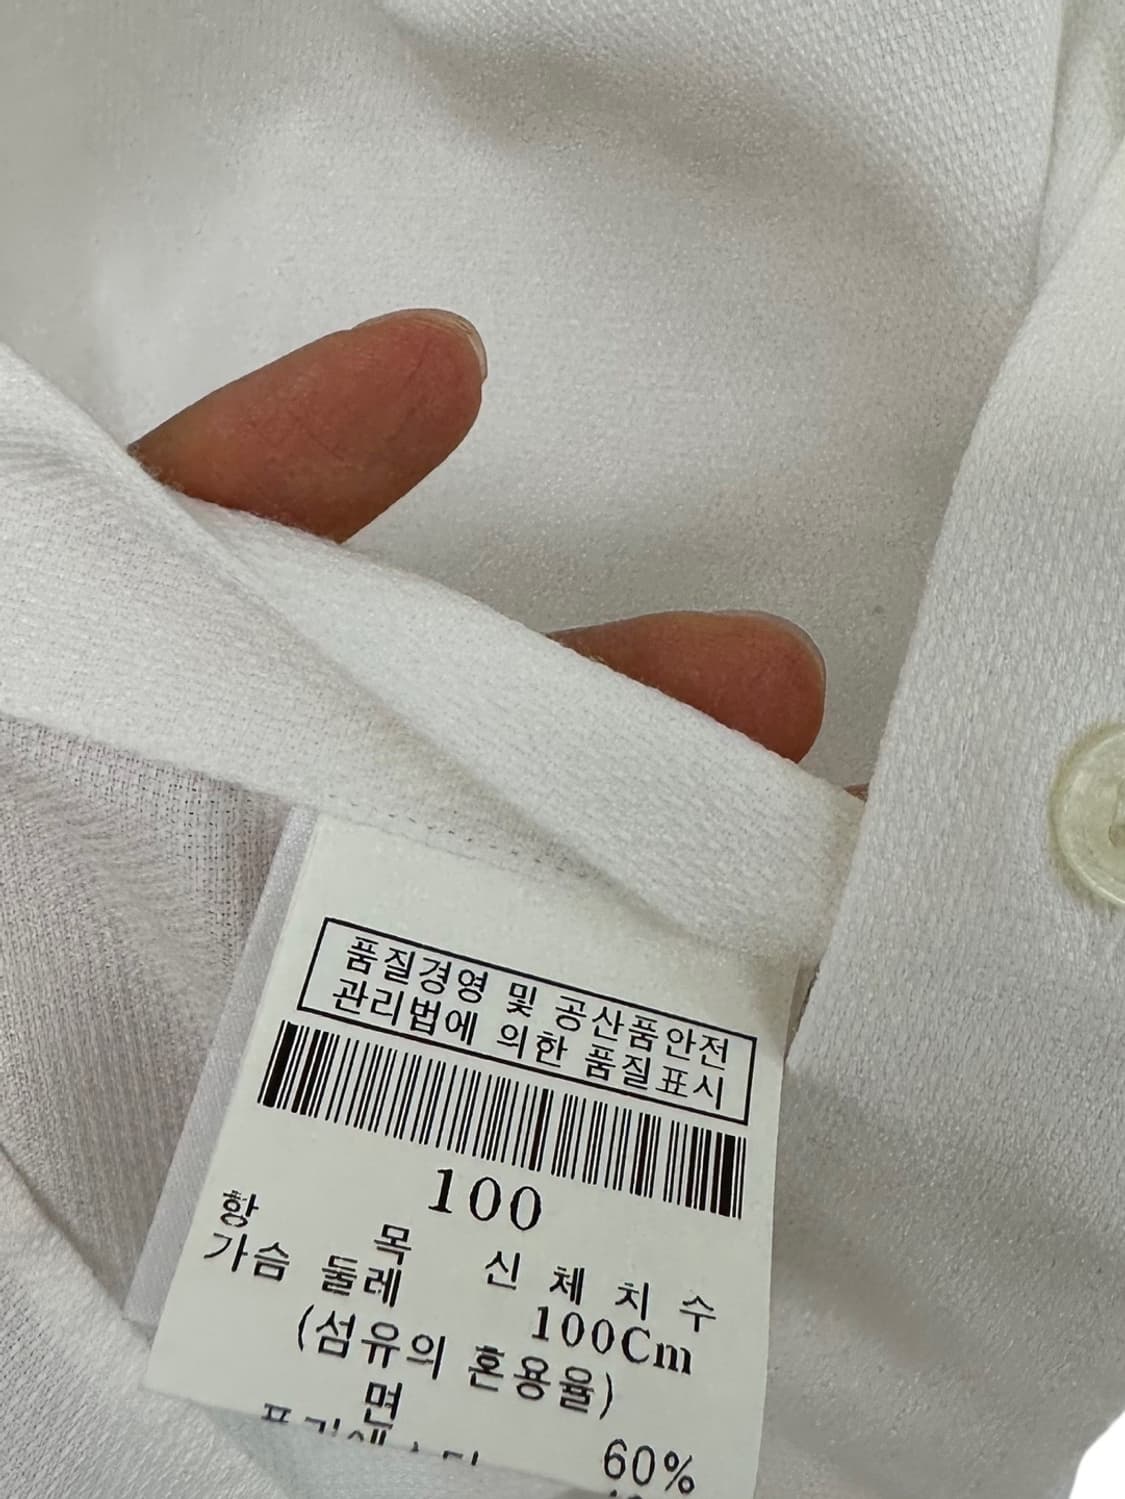 품질경영 및 공산품안전
관리법에 의한 품질표시
100
항 목 신 체 치 수
가슴 둘레 100Cm
(섬유의 혼용율)
면 60%